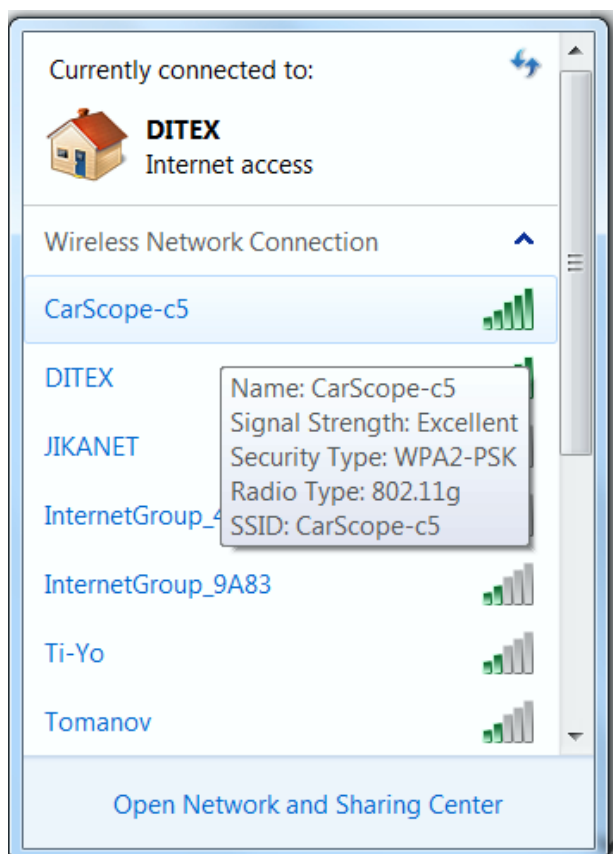 Currently connected to:
DITEX
Internet access
Wireless Network Connection
CarScope-c5
DITEX
Name: CarScope-c5
Signal Strength: Excellent
Security Type: WPA2-PSK
Radio Type: 802.11g
SSID: CarScope-c5
JIKANET
InternetGroup_
InternetGroup_9A83
Ti-Yo
Tomanov
Open Network and Sharing Center